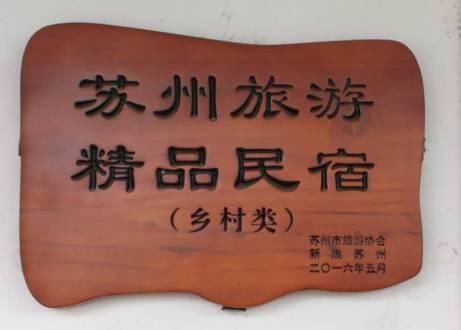 苏州旅游
精品民宿
（乡村类）
苏州市旅游协会
新浪苏州
二〇一六年五月